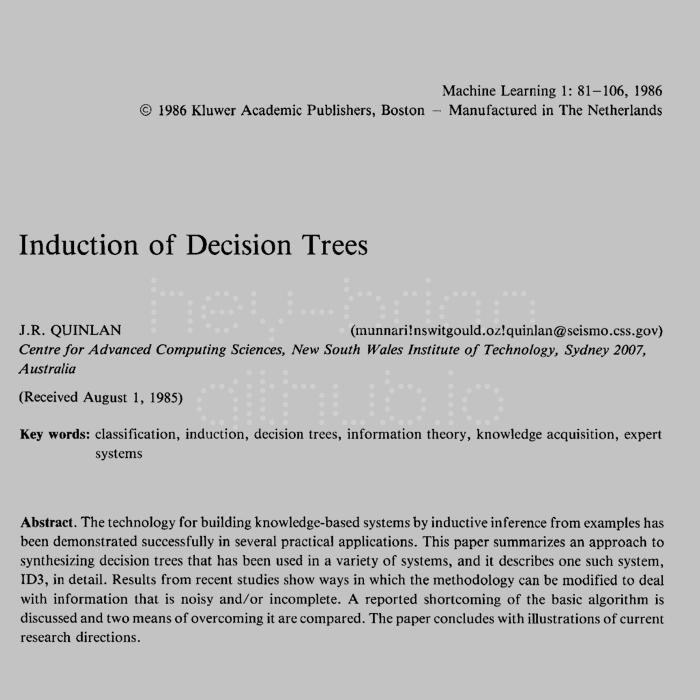 Machine Learning 1: 81–106, 1986
© 1986 Kluwer Academic Publishers, Boston – Manufactured in The Netherlands
Induction of Decision Trees
hey-brian
github.io
J.R. QUINLAN (munnari!nswitgould.oz!quinlan@seismo.css.gov)
Centre for Advanced Computing Sciences, New South Wales Institute of Technology, Sydney 2007,
Australia
(Received August 1, 1985)
Key words: classification, induction, decision trees, information theory, knowledge acquisition, expert
systems
Abstract. The technology for building knowledge-based systems by inductive inference from examples has
been demonstrated successfully in several practical applications. This paper summarizes an approach to
synthesizing decision trees that has been used in a variety of systems, and it describes one such system,
ID3, in detail. Results from recent studies show ways in which the methodology can be modified to deal
with information that is noisy and/or incomplete. A reported shortcoming of the basic algorithm is
discussed and two means of overcoming it are compared. The paper concludes with illustrations of current
research directions.